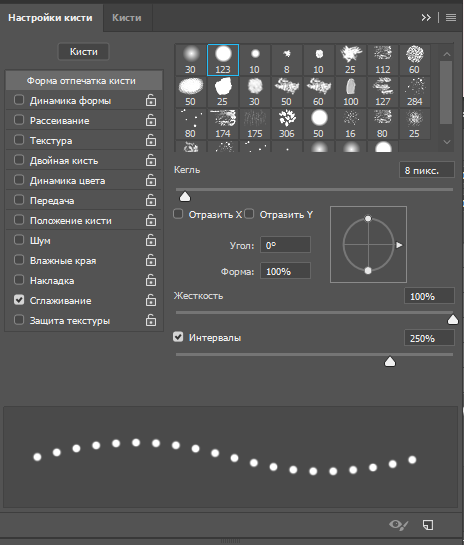 Настройки кисти Кисти
Кисти
30 123 10 8 10 25 112 60
50 25 30 50 60 100 127 284
80 174 175 306 50 16 80 25
Форма отпечатка кисти
Динамика формы
Рассеивание
Текстура
Двойная кисть
Динамика цвета
Передача
Положение кисти
Шум
Влажные края
Накладка
Сглаживание
Защита текстуры
Кегль 8 пикс.
Отразить X Отразить Y
Угол: 0º
Форма: 100%
Жесткость 100%
Интервалы 250%